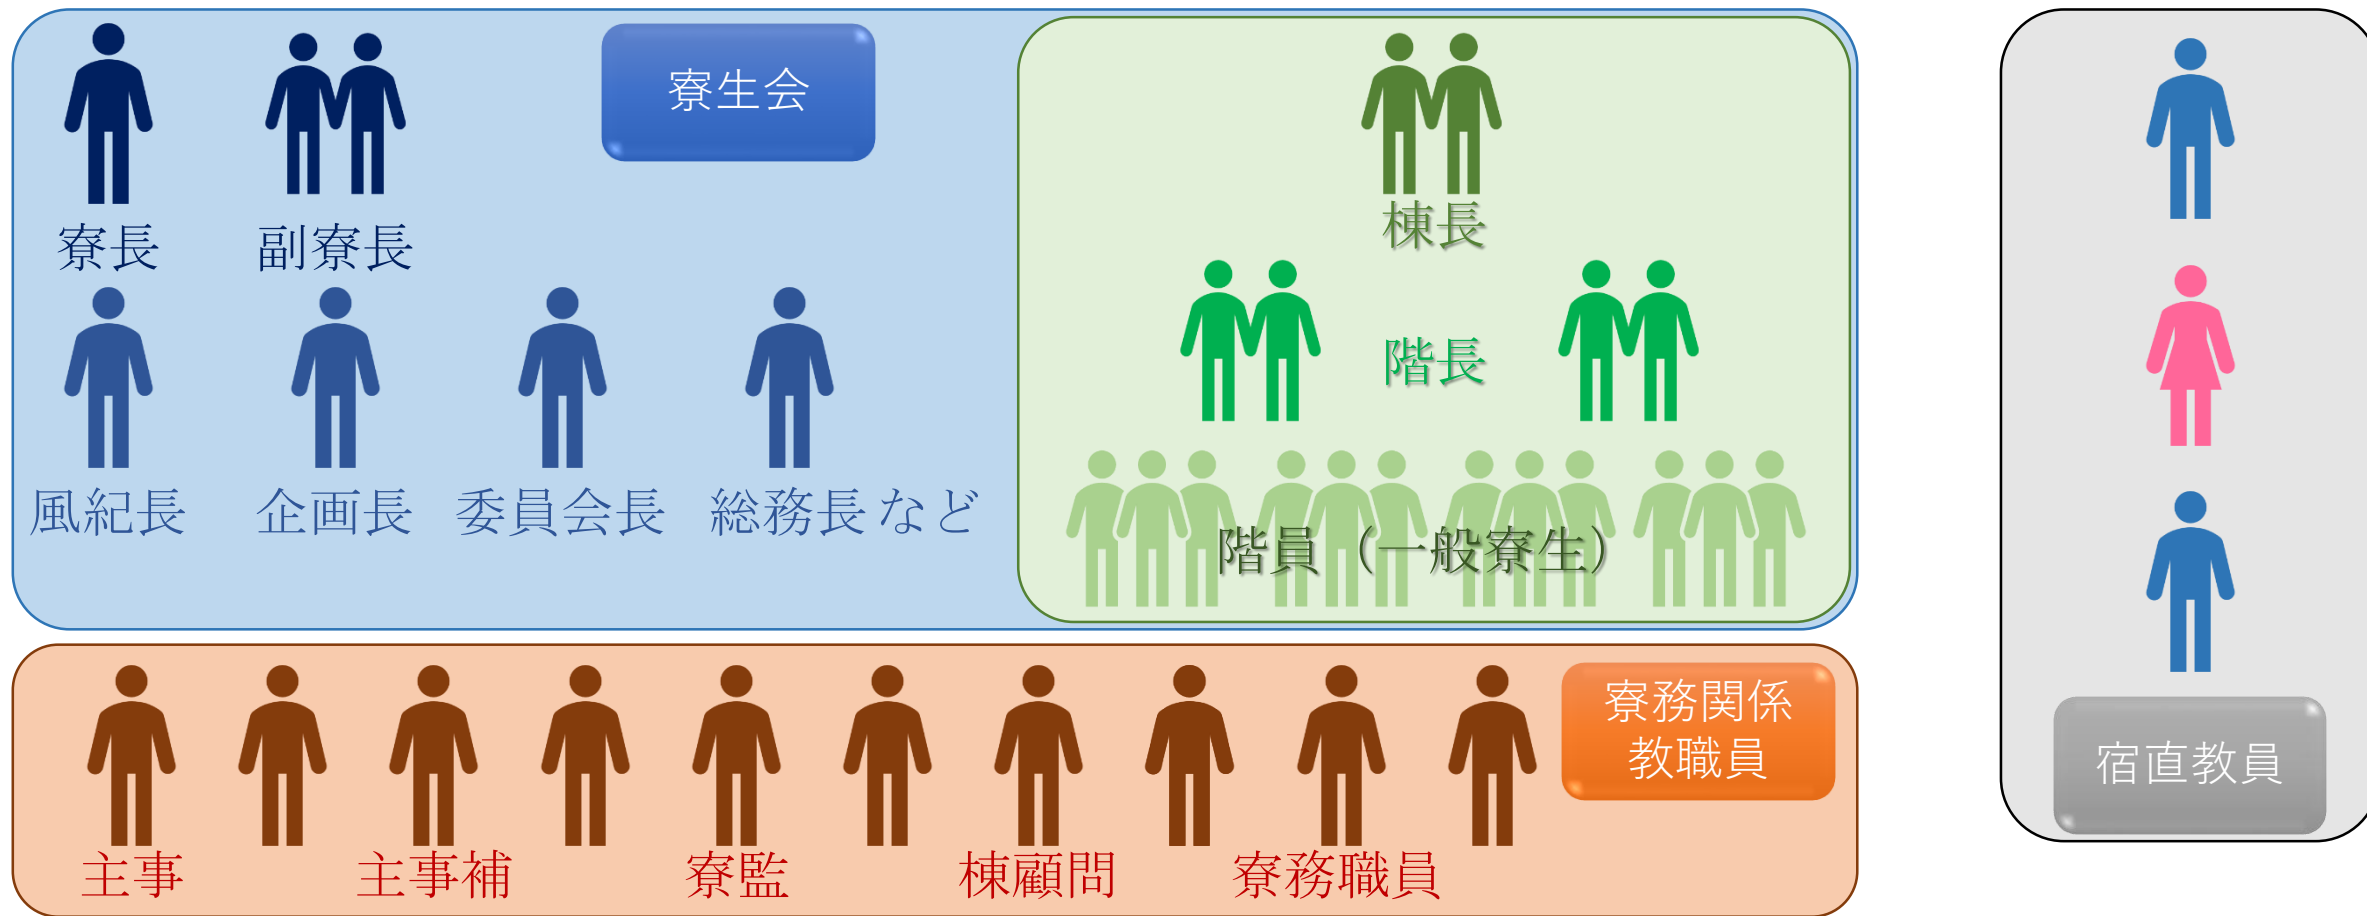 寮生会
寮長
副寮長
風紀長
企画長
委員会長
総務長など
棟長
階長
階員（一般寮生）
寮務関係
教職員
主事
主事補
寮監
棟顧問
寮務職員
宿直教員